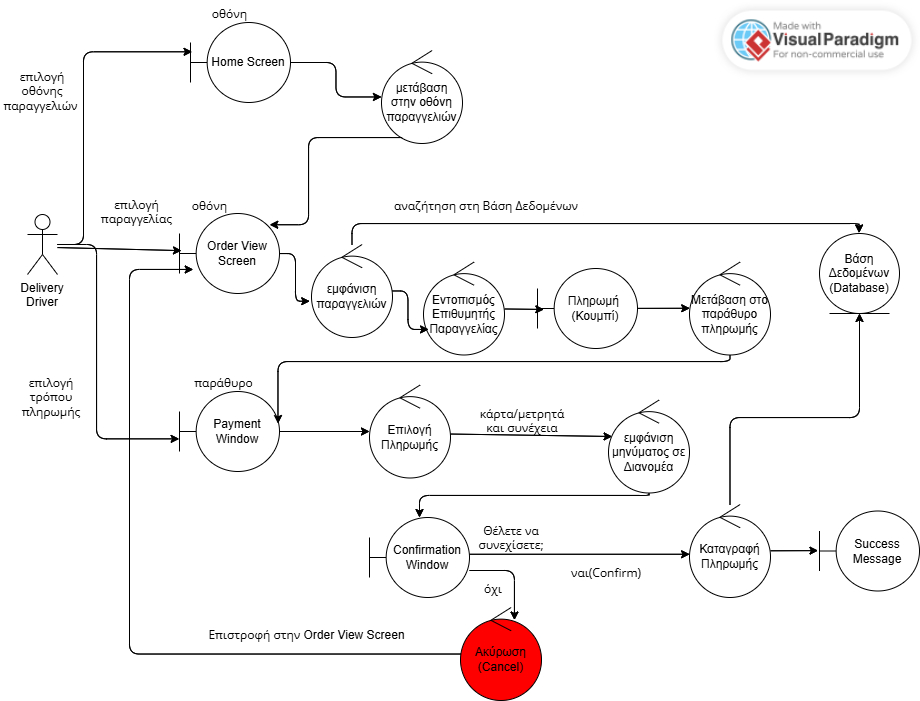 οθόνη
Made with
VisualParadigm
For non-commercial use
επιλογή
οθόνης
παραγγελιών
Home Screen
μετάβαση
στην οθόνη
παραγγελιών
επιλογή
παραγγελίας
οθόνη
αναζήτηση στη Βάση Δεδομένων
Order View
Screen
Delivery
Driver
εμφάνιση
παραγγελιών
Εντοπισμός
Επιθυμητής
Παραγγελίας
Πληρωμή
(Κουμπί)
Μετάβαση στο
παράθυρο
πληρωμής
Βάση
Δεδομένων
(Database)
επιλογή
τρόπου
πληρωμής
παράθυρο
Payment
Window
Επιλογή
Πληρωμής
κάρτα/μετρητά
και συνέχεια
εμφάνιση
μηνύματος σε
Διανομέα
Confirmation
Window
Θέλετε να
συνεχίσετε;
ναι(Confirm)
Καταγραφή
Πληρωμής
Success
Message
όχι
Επιστροφή στην Order View Screen
Ακύρωση
(Cancel)